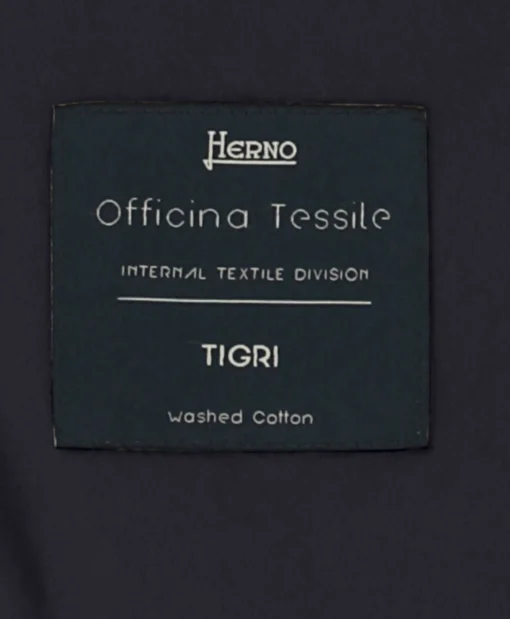 HERNO
Officina Tessile
INTERNAL TEXTILE DIVISION
TIGRI
Washed Cotton